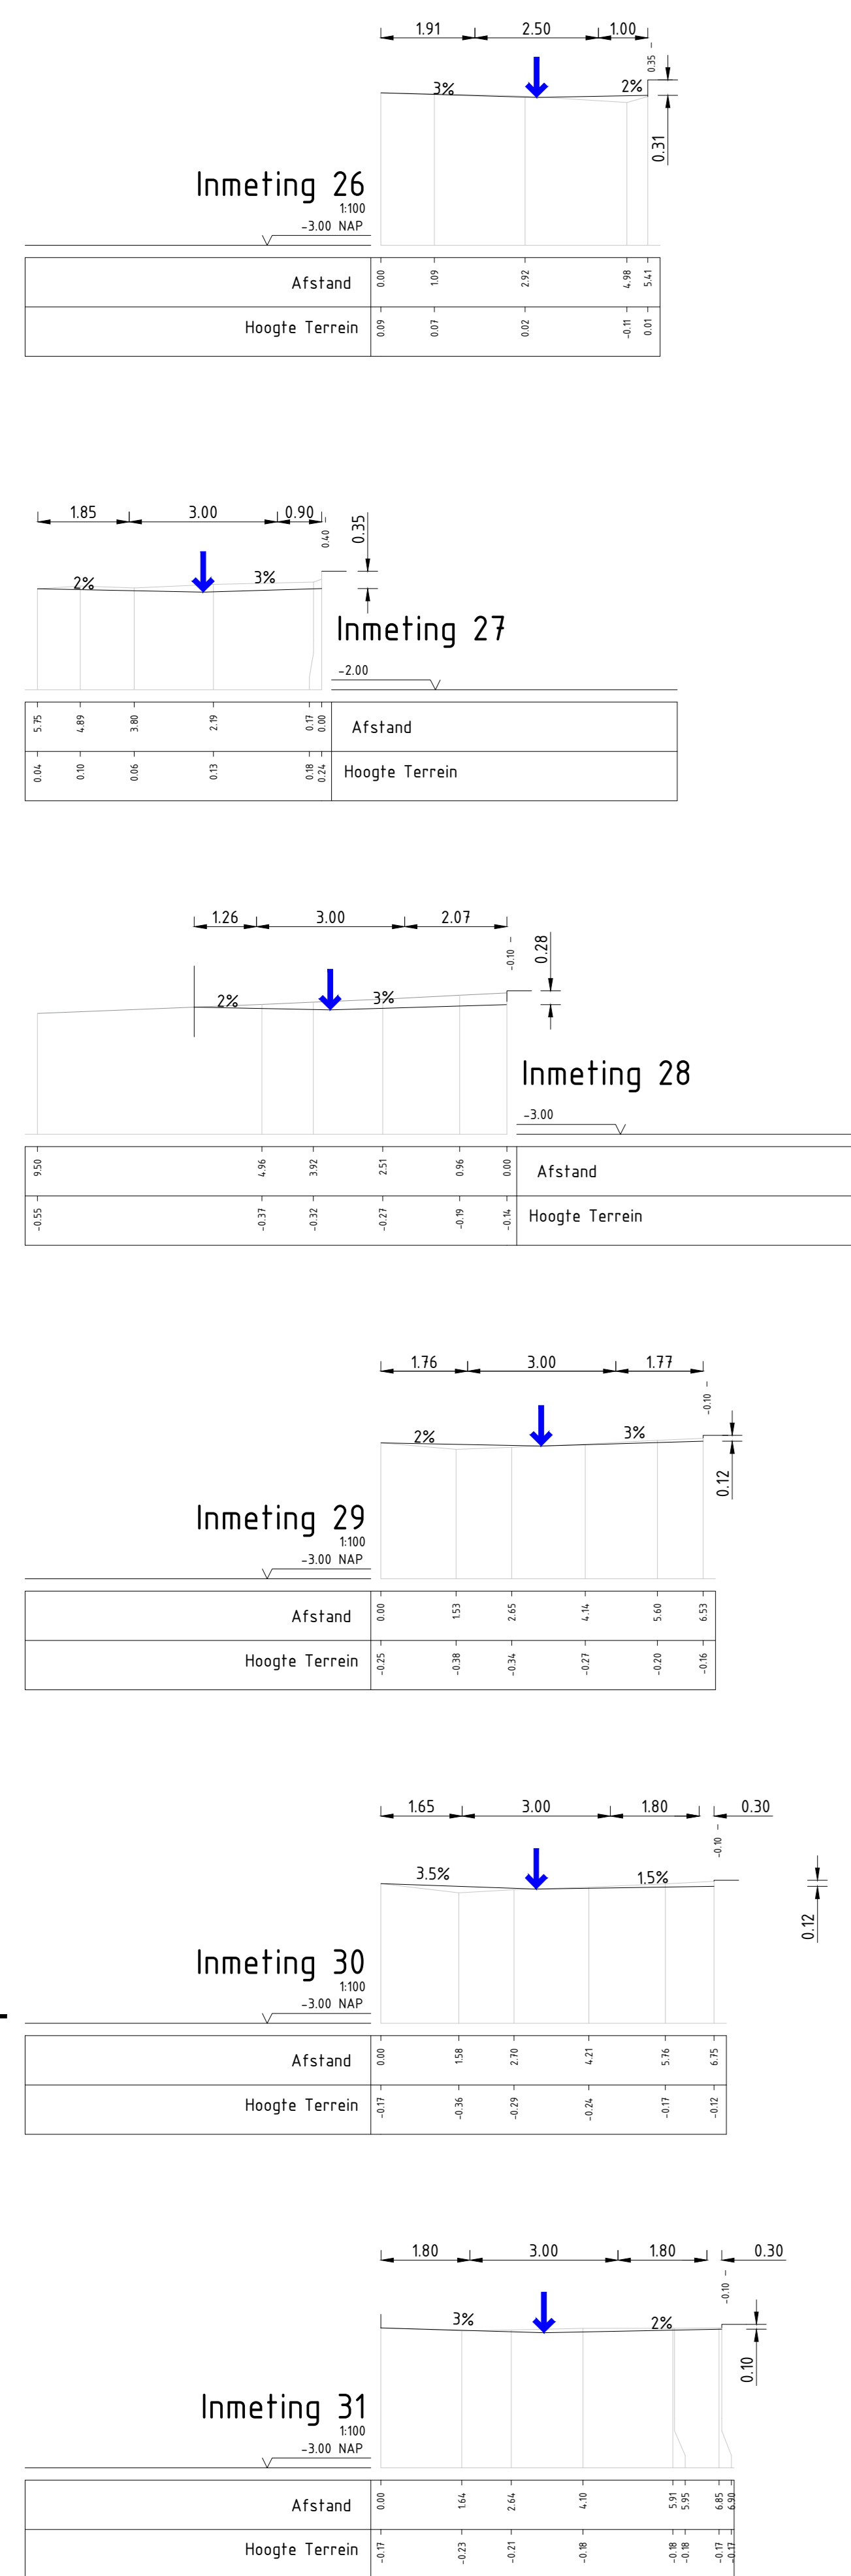 1.91 2.50 1.00
0.35 -
3% 2%
0.31
Inmeting 26
1:100
-3.00 NAP
Afstand 0.00 1.09 2.92 4.98 5.41
Hoogte Terrein 0.09 0.07 0.02 -0.11 0.01
1.85 3.00 0.90
0.40 -
0.35
2% 3%
Inmeting 27
-2.00
5.75 4.89 3.80 2.19 0.17 0.00 Afstand
0.04 0.10 0.06 0.13 0.18 0.24 Hoogte Terrein
1.26 3.00 2.07
-0.10 -
0.28
2% 3%
Inmeting 28
-3.00
9.50 4.96 3.92 2.51 0.96 0.00 Afstand
-0.55 -0.37 -0.32 -0.27 -0.19 -0.14 Hoogte Terrein
1.76 3.00 1.77
-0.10 -
2% 3%
0.12
Inmeting 29
1:100
-3.00 NAP
Afstand 0.00 1.53 2.65 4.14 5.60 6.53
Hoogte Terrein -0.25 -0.38 -0.34 -0.27 -0.20 -0.16
1.65 3.00 1.80 0.30
-0.10 -
3.5% 1.5%
0.12
Inmeting 30
1:100
-3.00 NAP
Afstand 0.00 1.58 2.70 4.21 5.76 6.75
Hoogte Terrein -0.17 -0.36 -0.29 -0.24 -0.17 -0.12
1.80 3.00 1.80 0.30
-0.10 -
3% 2%
0.10
Inmeting 31
1:100
-3.00 NAP
Afstand 0.00 1.64 2.64 4.10 5.91 5.95 6.85 6.90
Hoogte Terrein -0.17 -0.23 -0.21 -0.18 -0.18 -0.18 -0.17 -0.17